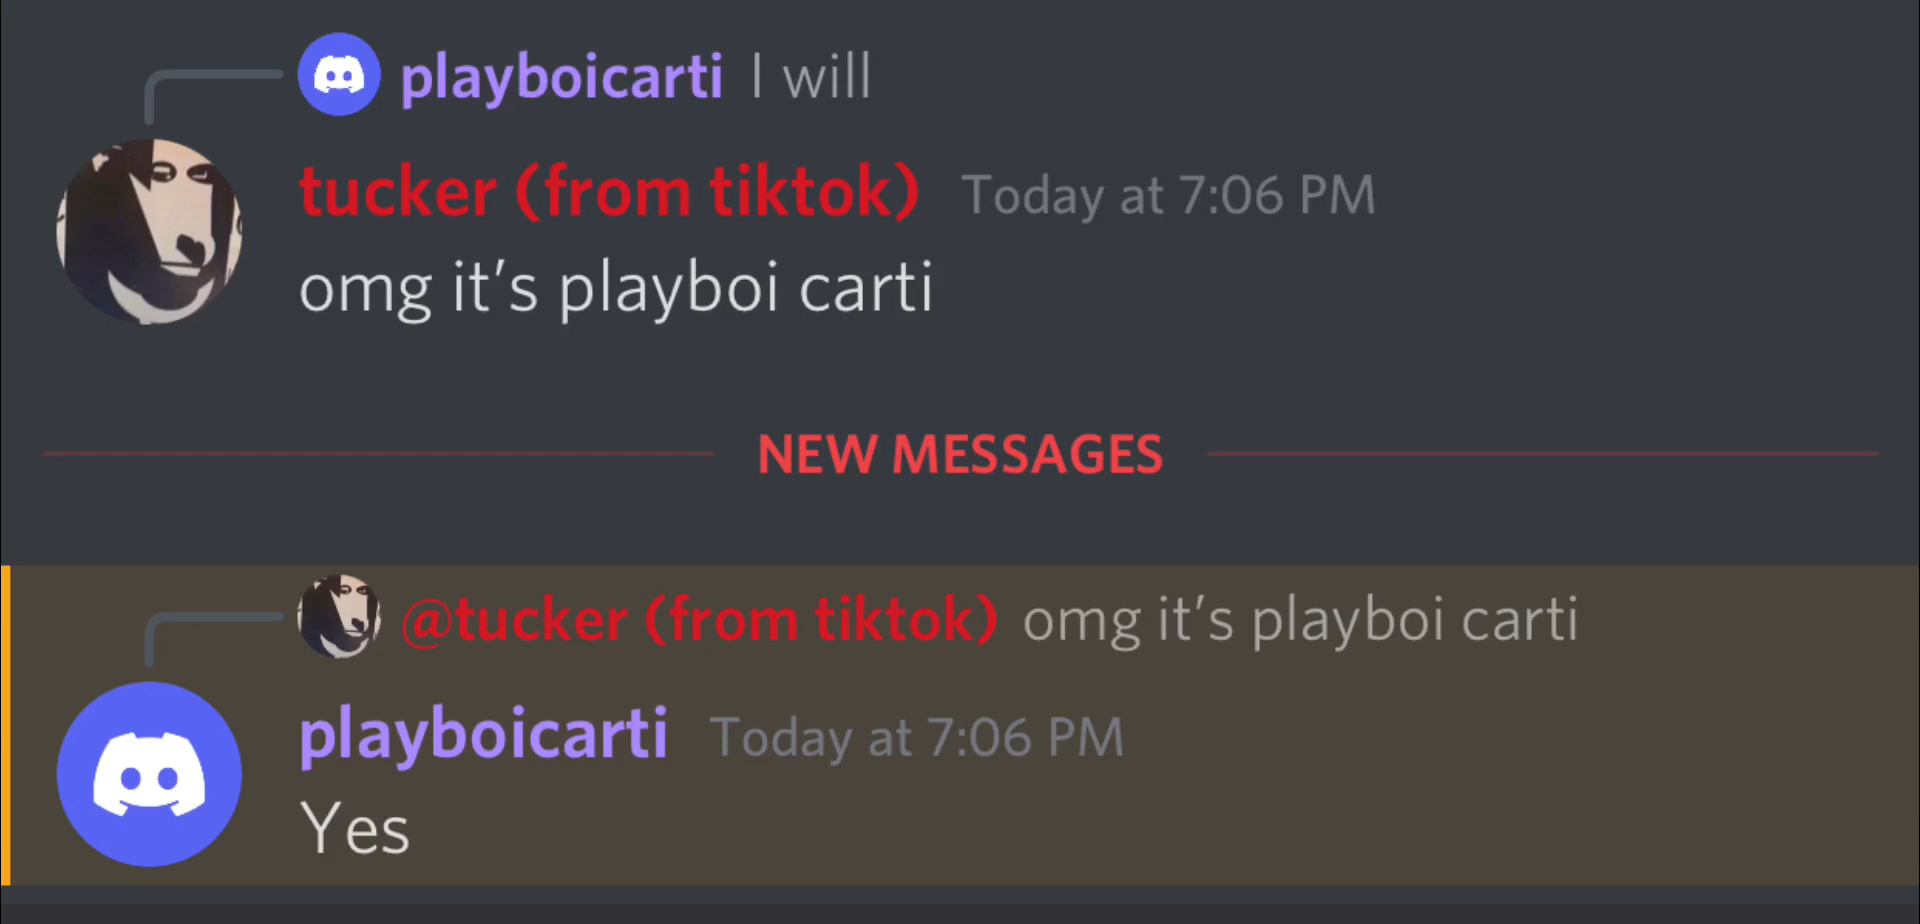 playboicarti I will
tucker (from tiktok) Today at 7:06 PM
omg it's playboi carti
NEW MESSAGES
@tucker (from tiktok) omg it's playboi carti
playboicarti Today at 7:06 PM
Yes